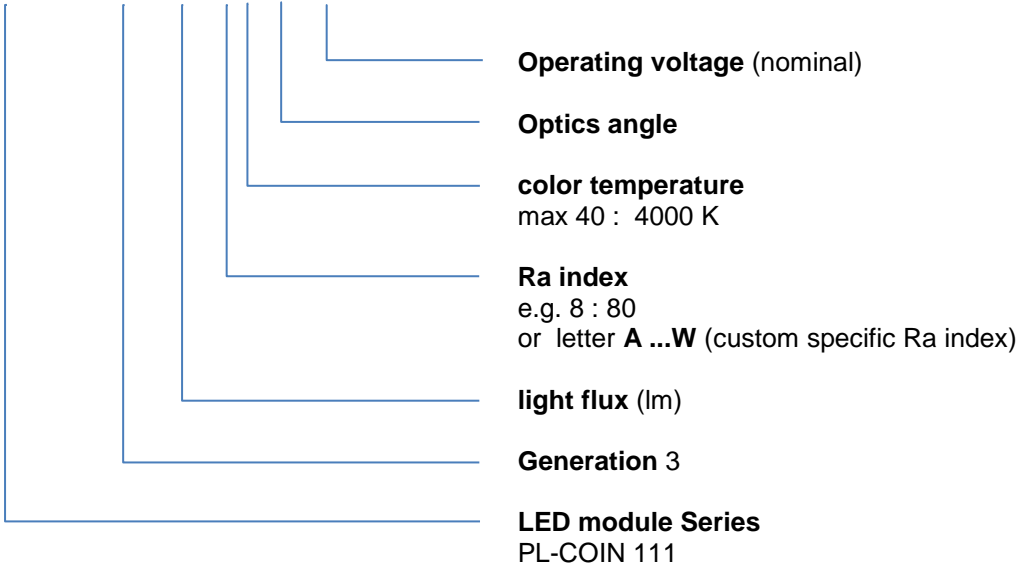 Operating voltage (nominal)
Optics angle
color temperature
max 40 : 4000 K
Ra index
e.g. 8 : 80
or letter A ...W (custom specific Ra index)
light flux (lm)
Generation 3
LED module Series
PL-COIN 111